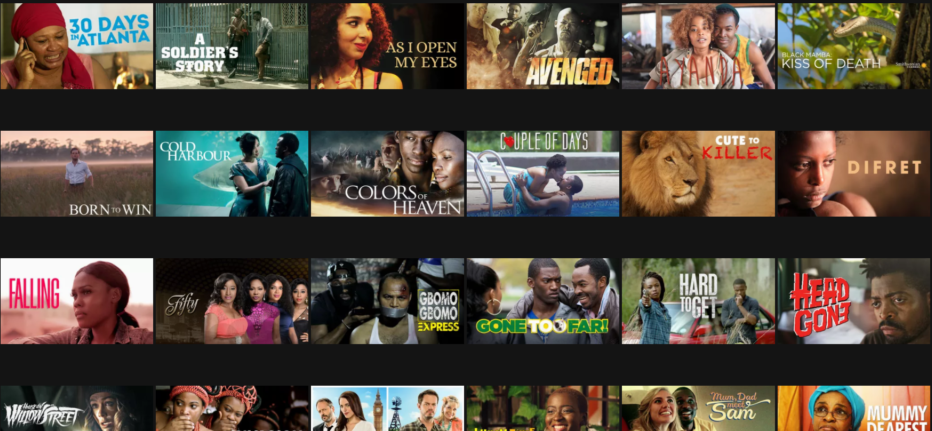 30 DAYS
IN ATLANTA
A
SOLDIER'S
STORY
AS I OPEN
MY EYES
AVENGED
AYANDA
BLACK MAMBA
KISS OF DEATH
BORN TO WIN
COLD
HARBOUR
COLORS OF
HEAVEN
COUPLE OF DAYS
CUTE TO
KILLER
DIFRET
FALLING
Fifty
GBOMO
GBOMO
EXPRESS
GONE TOO FAR!
HARD
TO GET
HEAD
GONE
WILLOW STREET
Mum, Dad
meet
Sam
MUMMY
DEAREST